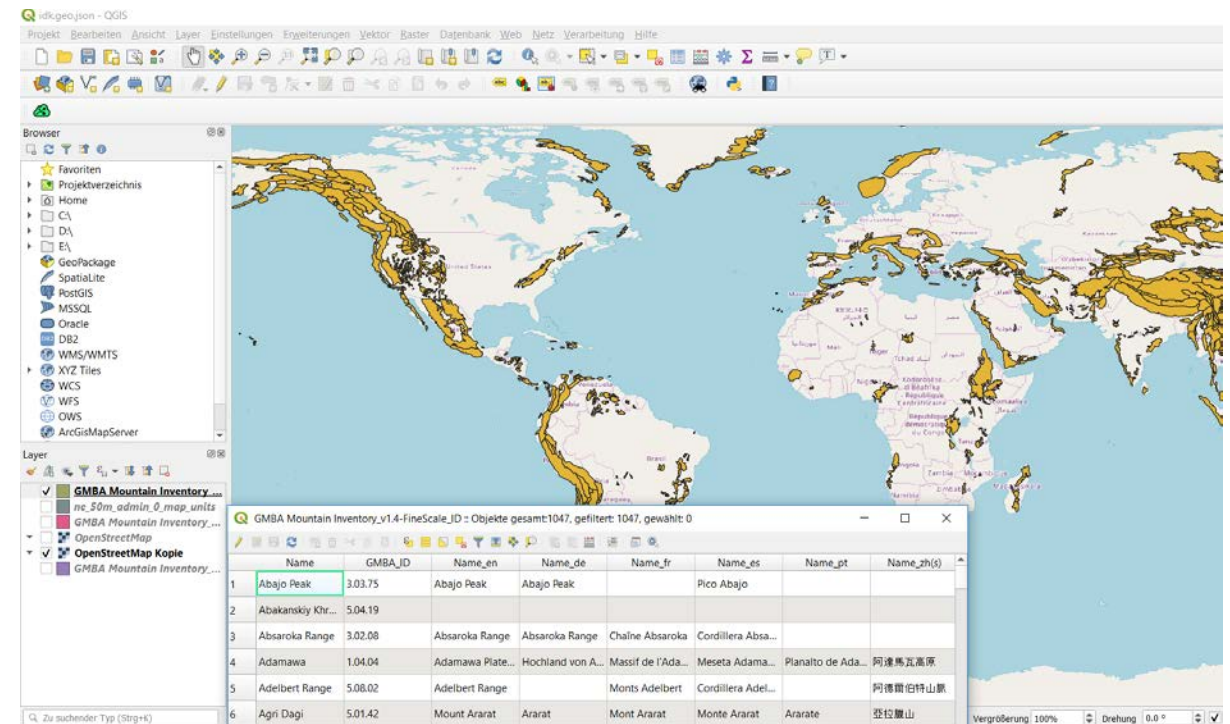 idk.geo.json - QGIS
Projekt Bearbeiten Ansicht Layer Einstellungen Erweiterungen Vektor Raster Datenbank Web Netz Verarbeitung Hilfe
Browser
Favoriten
Projektverzeichnis
Home
C:\
D:\
E:\
GeoPackage
SpatiaLite
PostGIS
MSSQL
Oracle
DB2
WMS/WMTS
XYZ Tiles
WCS
WFS
OWS
ArcGisMapServer
Layer
GMBA Mountain Inventory_...
ne_50m_admin_0_map_units
GMBA Mountain Inventory_...
OpenStreetMap
OpenStreetMap Kopie
GMBA Mountain Inventory_...
United States
Brasil
Niger
Mali
GMBA Mountain Inventory_v1.4-FineScale_ID :: Objekte gesamt:1047, gefiltert: 1047, gewählt: 0
Name GMBA_ID Name_en Name_de Name_fr Name_es Name_pt Name_zh(s)
1 Abajo Peak 3.03.75 Abajo Peak Abajo Peak Pico Abajo
2 Abakanskiy Khr... 5.04.19
3 Absaroka Range 3.02.08 Absaroka Range Absaroka Range Chaîne Absaroka Cordillera Absa...
4 Adamawa 1.04.04 Adamawa Plate... Hochland von A... Massif de l'Ada... Meseta Adama... Planalto de Ada... 阿達馬瓦高原
5 Adelbert Range 5.08.02 Adelbert Range Monts Adelbert Cordillera Adel... 阿德爾伯特山脈
6 Agri Dagi 5.01.42 Mount Ararat Ararat Mont Ararat Monte Ararat Ararate 亞拉臘山
Zu suchender Typ (Strg+K)
Vergrößerung 100% Drehung 0.0 °